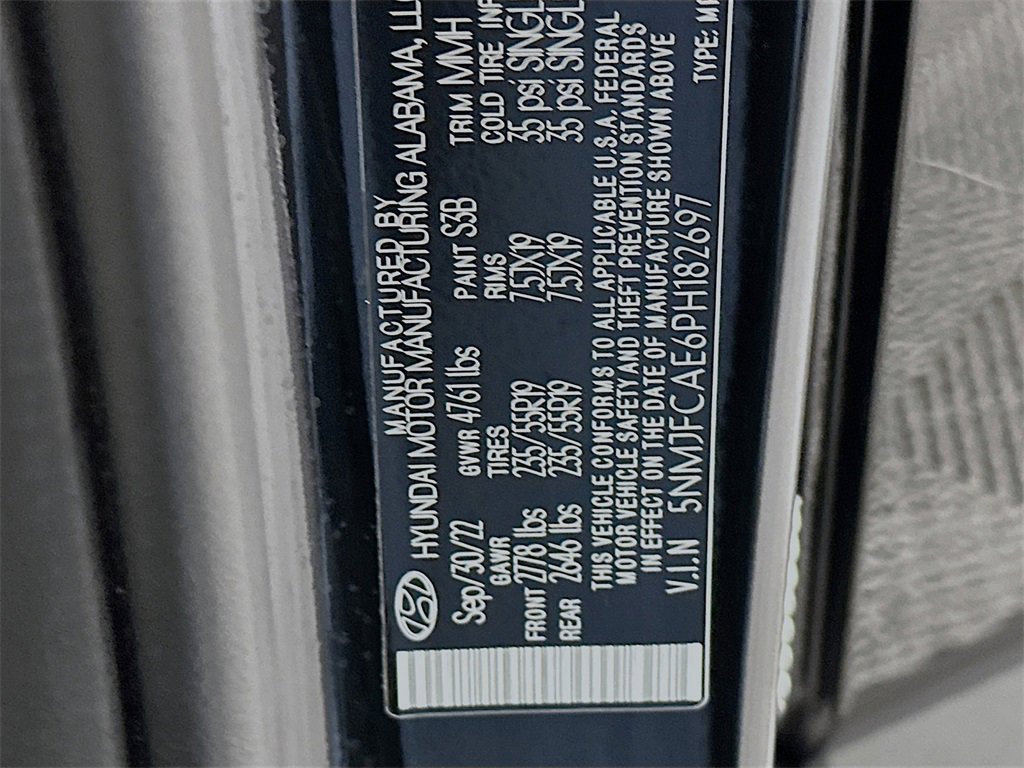 MANUFACTURED BY
HYUNDAI MOTOR MANUFACTURING ALABAMA, LLC
Sep/30/22 GVWR 4761 lbs PAINT S3B TRIM MMH
GAWR TIRES RIMS COLD TIRE INF
FRONT 2778 lbs 235/55R19 7.5JX19 35 psi SINGL
REAR 2646 lbs 235/55R19 7.5JX19 35 psi SINGL
THIS VEHICLE CONFORMS TO ALL APPLICABLE U.S.A. FEDERAL
MOTOR VEHICLE SAFETY AND THEFT PREVENTION STANDARDS
IN EFFECT ON THE DATE OF MANUFACTURE SHOWN ABOVE
V.I.N 5NMJFCAE6PH182697 TYPE: MP